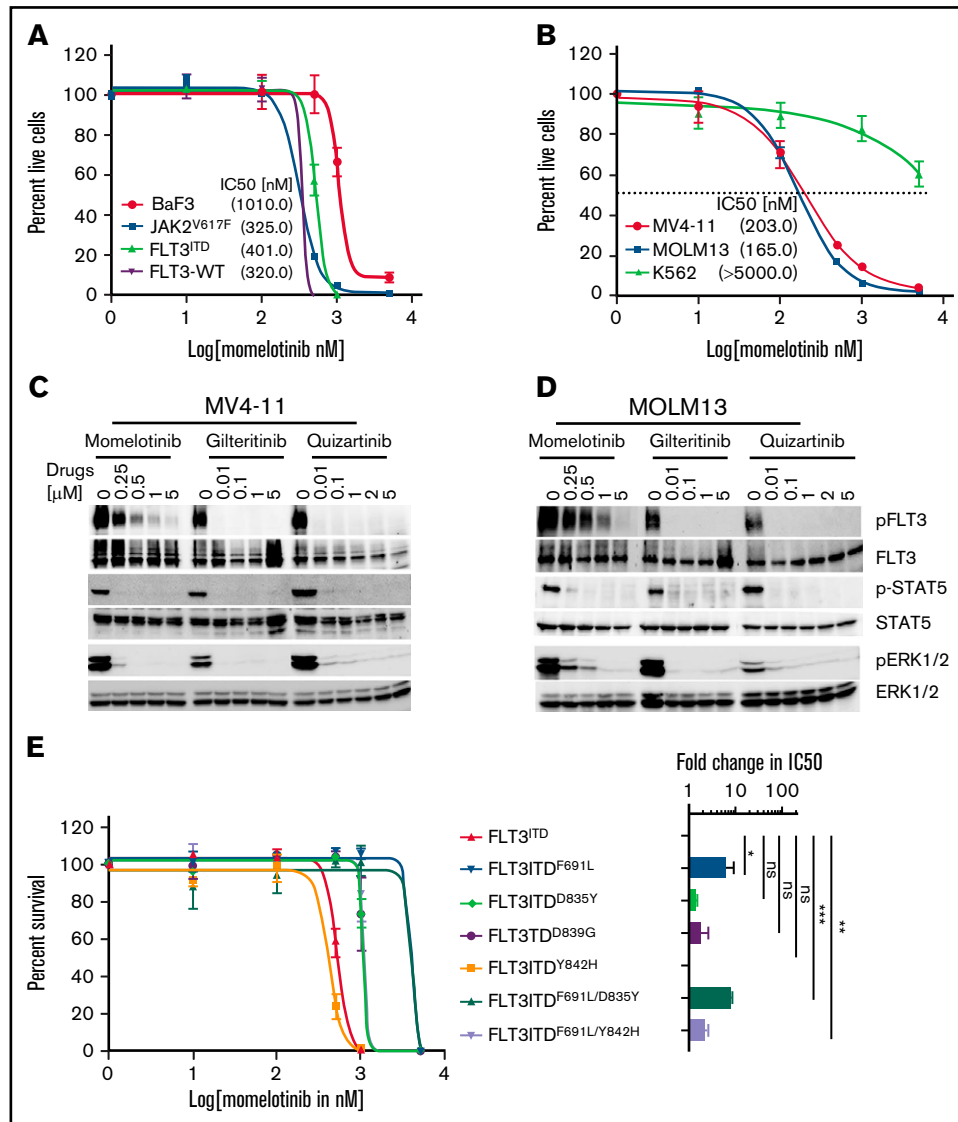 A
120
100
80
60
40
20
0
Percent live cells
IC50 [nM]
BaF3 (1010.0)
JAK2V617F (325.0)
FLT3ITD (401.0)
FLT3-WT (320.0)
0 1 2 3 4
Log[momelotinib nM]
B
120
100
80
60
40
20
0
Percent live cells
IC50 [nM]
MV4-11 (203.0)
MOLM13 (165.0)
K562 (>5000.0)
0 1 2 3 4
Log[momelotinib nM]
C
MV4-11
Momelotinib Gilteritinib Quizartinib
Drugs
[µM]
0 0.25 0.5 1 5 0 0.01 0.1 1 5 0 0.01 0.1 1 2 5
D
MOLM13
Momelotinib Gilteritinib Quizartinib
0 0.25 0.5 1 5 0 0.01 0.1 1 5 0 0.01 0.1 1 2 5
pFLT3
FLT3
p-STAT5
STAT5
pERK1/2
ERK1/2
E
120
100
80
60
40
20
0
Percent survival
0 1 2 3 4
Log[momelotinib in nM]
FLT3ITD
FLT3ITDF691L
FLT3ITDD835Y
FLT3TDD839G
FLT3ITDY842H
FLT3ITDF691L/D835Y
FLT3ITDF691L/Y842H
Fold change in IC50
1 10 100
*
ns
ns
ns
***
**